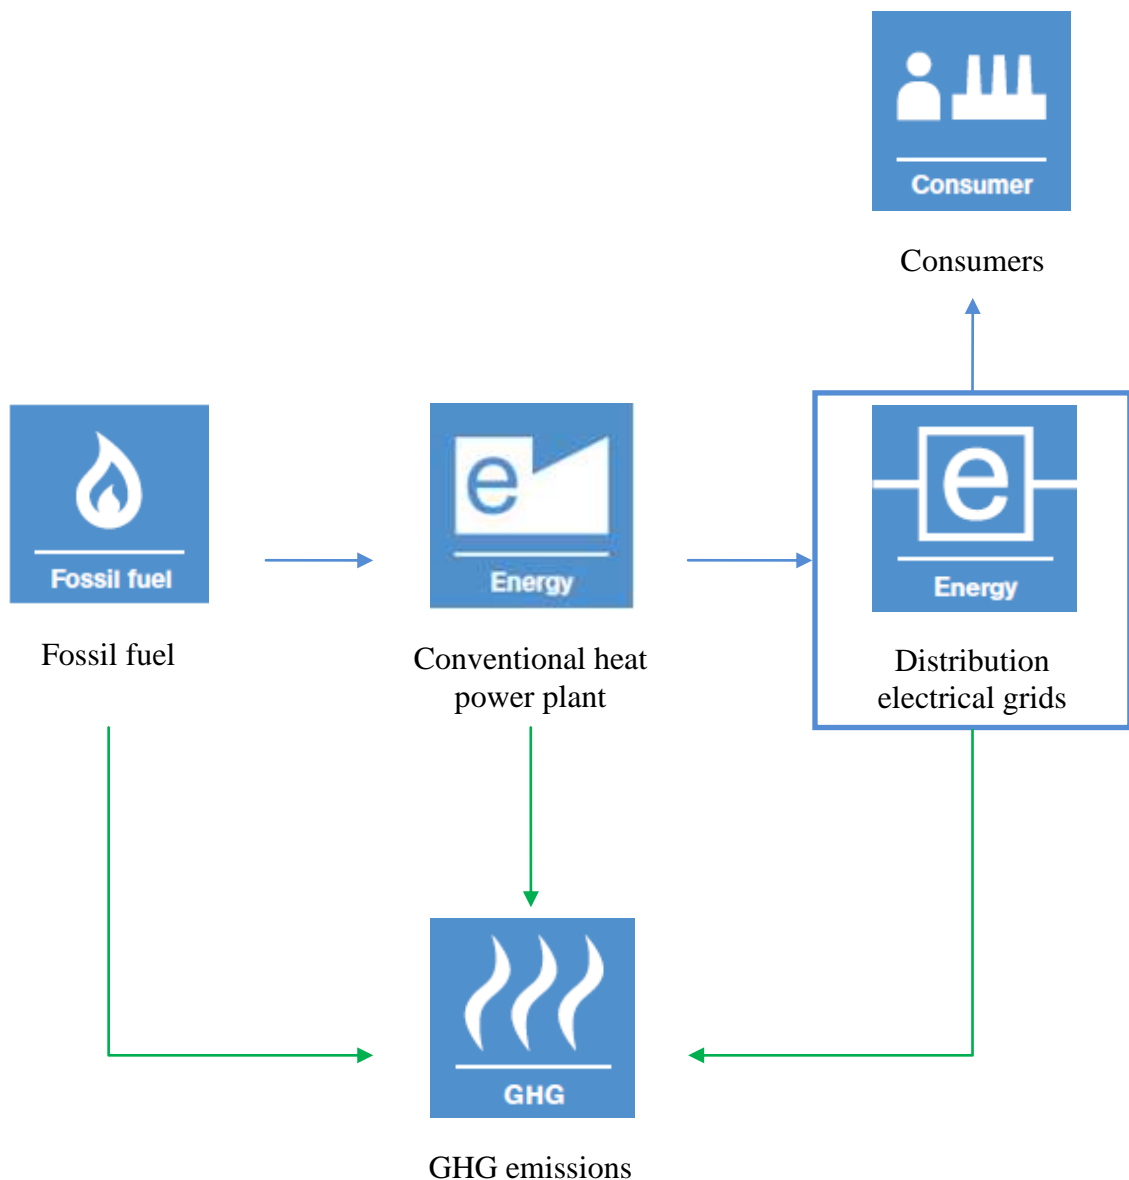 Consumer
Consumers
Fossil fuel
Fossil fuel
e
Energy
Conventional heat
power plant
e
Energy
Distribution
electrical grids
GHG
GHG emissions